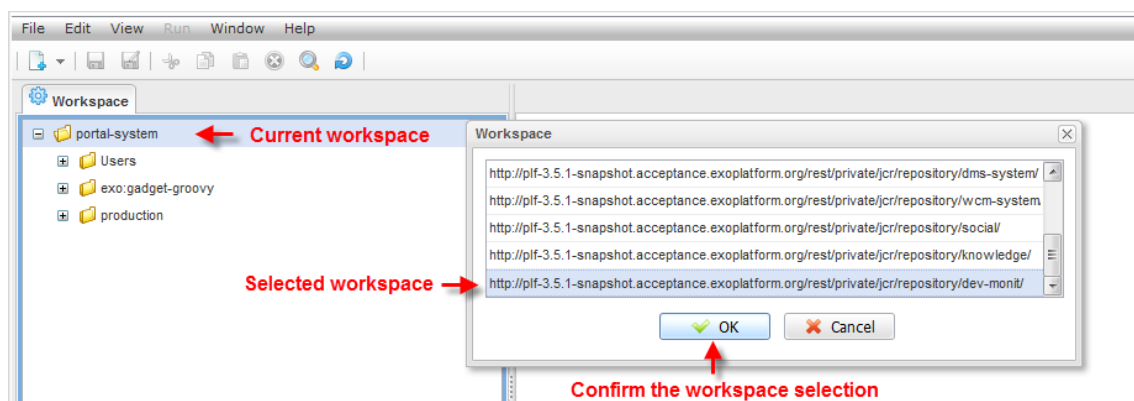 File Edit View Run Window Help
Workspace
portal-system
Current workspace
Users
exo:gadget-groovy
production
Workspace
http://plf-3.5.1-snapshot.acceptance.exoplatform.org/rest/private/jcr/repository/dms-system/
http://plf-3.5.1-snapshot.acceptance.exoplatform.org/rest/private/jcr/repository/wcm-system
http://plf-3.5.1-snapshot.acceptance.exoplatform.org/rest/private/jcr/repository/social/
http://plf-3.5.1-snapshot.acceptance.exoplatform.org/rest/private/jcr/repository/knowledge/
Selected workspace
http://plf-3.5.1-snapshot.acceptance.exoplatform.org/rest/private/jcr/repository/dev-monit/
OK Cancel
Confirm the workspace selection